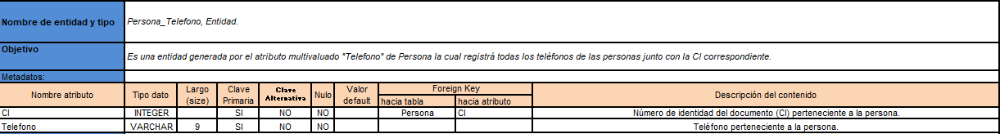 Nombre de entidad y tipo Persona_Telefono, Entidad.
Objetivo Es una entidad generada por el atributo multivaluado "Telefono" de Persona la cual registrá todas los teléfonos de las personas junto con la CI correspondiente.
Metadatos:
Nombre atributo Tipo dato Largo (size) Clave Primaria Clave Alternativa Nulo Valor default Foreign Key Descripción del contenido
hacia tabla hacia atributo
CI INTEGER SI NO NO Persona CI Número de identidad del documento (CI) perteneciente a la persona.
Telefono VARCHAR 9 SI NO NO Teléfono perteneciente a la persona.